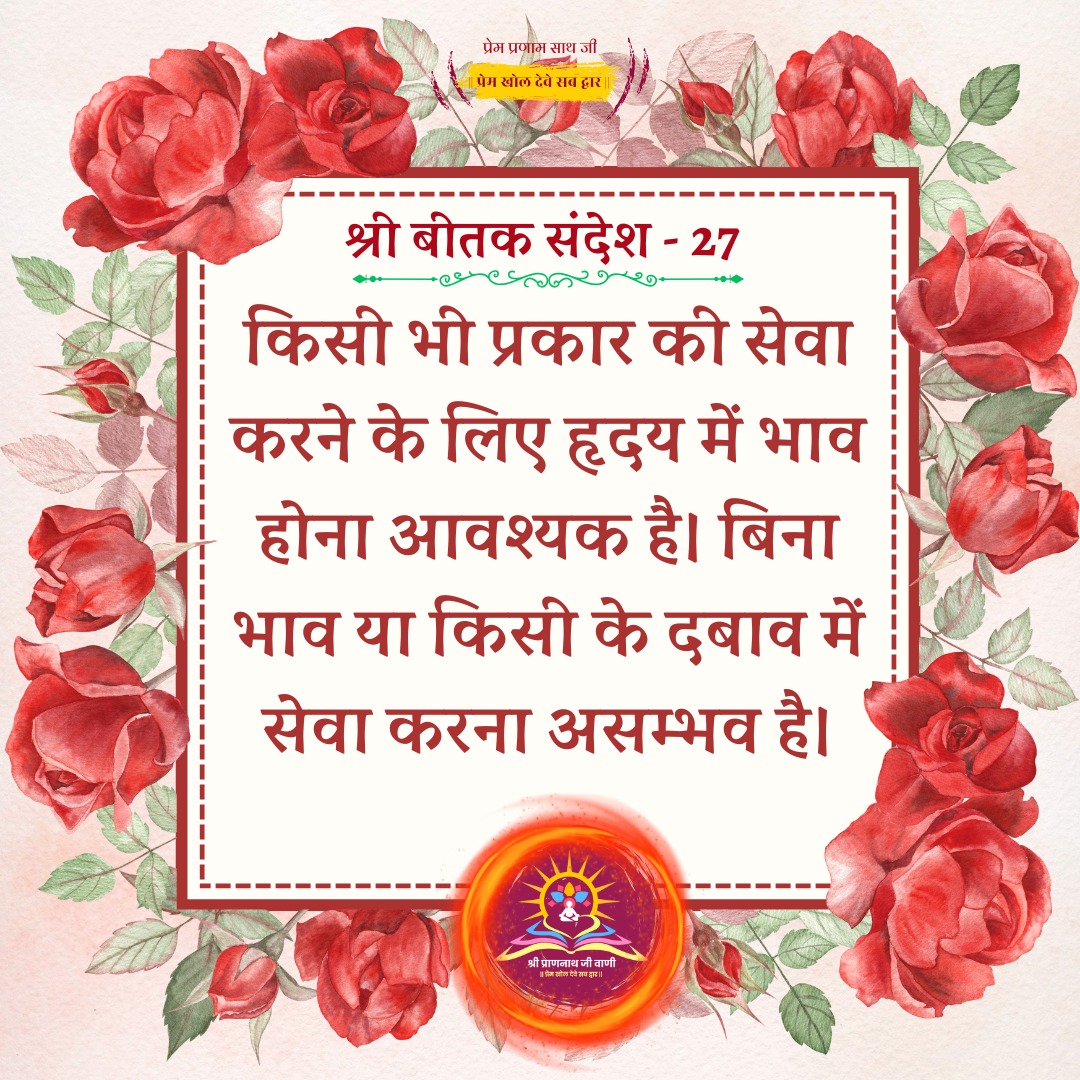 प्रेम प्रणाम साथ जी
॥ प्रेम खोल देवे सब द्वार ॥
श्री बीतक संदेश - 27
किसी भी प्रकार की सेवा
करने के लिए हृदय में भाव
होना आवश्यक है। बिना
भाव या किसी के दबाव में
सेवा करना असम्भव है।
श्री प्राणनाथ जी वाणी
॥ प्रेम खोल देवे सब द्वार ॥